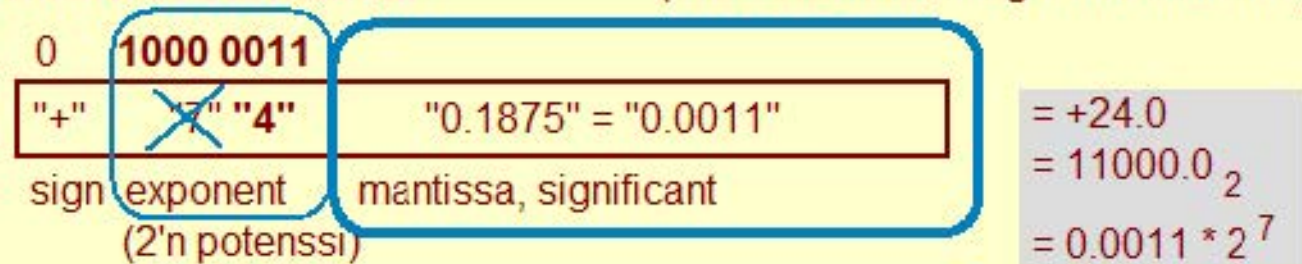 0 1000 0011
"+" "7" "4" "0.1875" = "0.0011"
sign exponent mantissa, significant
(2'n potenssi)
= +24.0
= 11000.0 2
= 0.0011 * 2 7